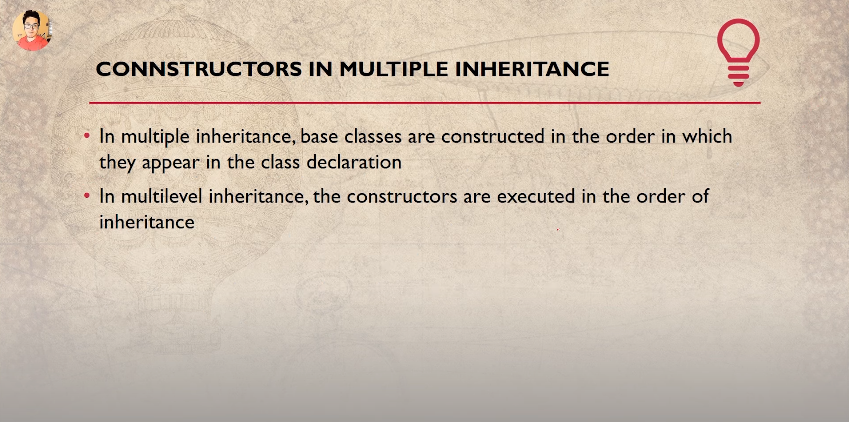 CONNSTRUCTORS IN MULTIPLE INHERITANCE
• In multiple inheritance, base classes are constructed in the order in which
they appear in the class declaration
• In multilevel inheritance, the constructors are executed in the order of
inheritance